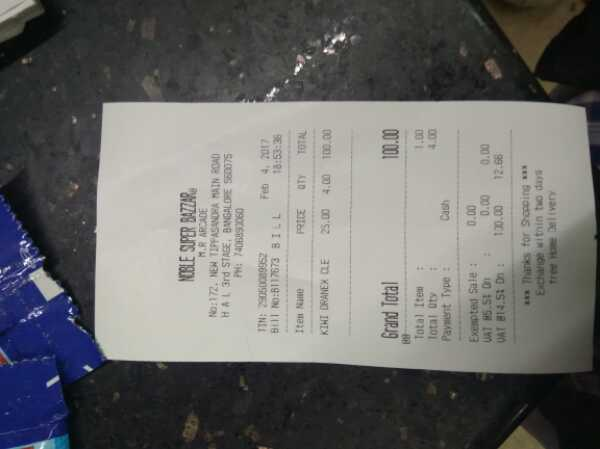 NOBLE SUPER BAZZAR
M.R ARCADE
No:172, NEW TIPPASANDRA MAIN ROAD
H A L 3rd STAGE, BANGALORE 560075
PH: 7406893060
TIN: 29050089952 Feb 4, 2017
Bill No:B117673 B I L L 18:53:36
Item Name PRICE QTY TOTAL
KIWI DRANEX CLE 25.00 4.00 100.00
Grand Total 100.00
Total Item : 1.00
Total Qty : 4.00
Payment Type : Cash
Exempted Sale : 0.00
VAT @5.5% On : 0.00 0.00
VAT @14.5% On : 100.00 12.66
*** Thanks for Shopping ***
Exchange within two days
free Home Delivery